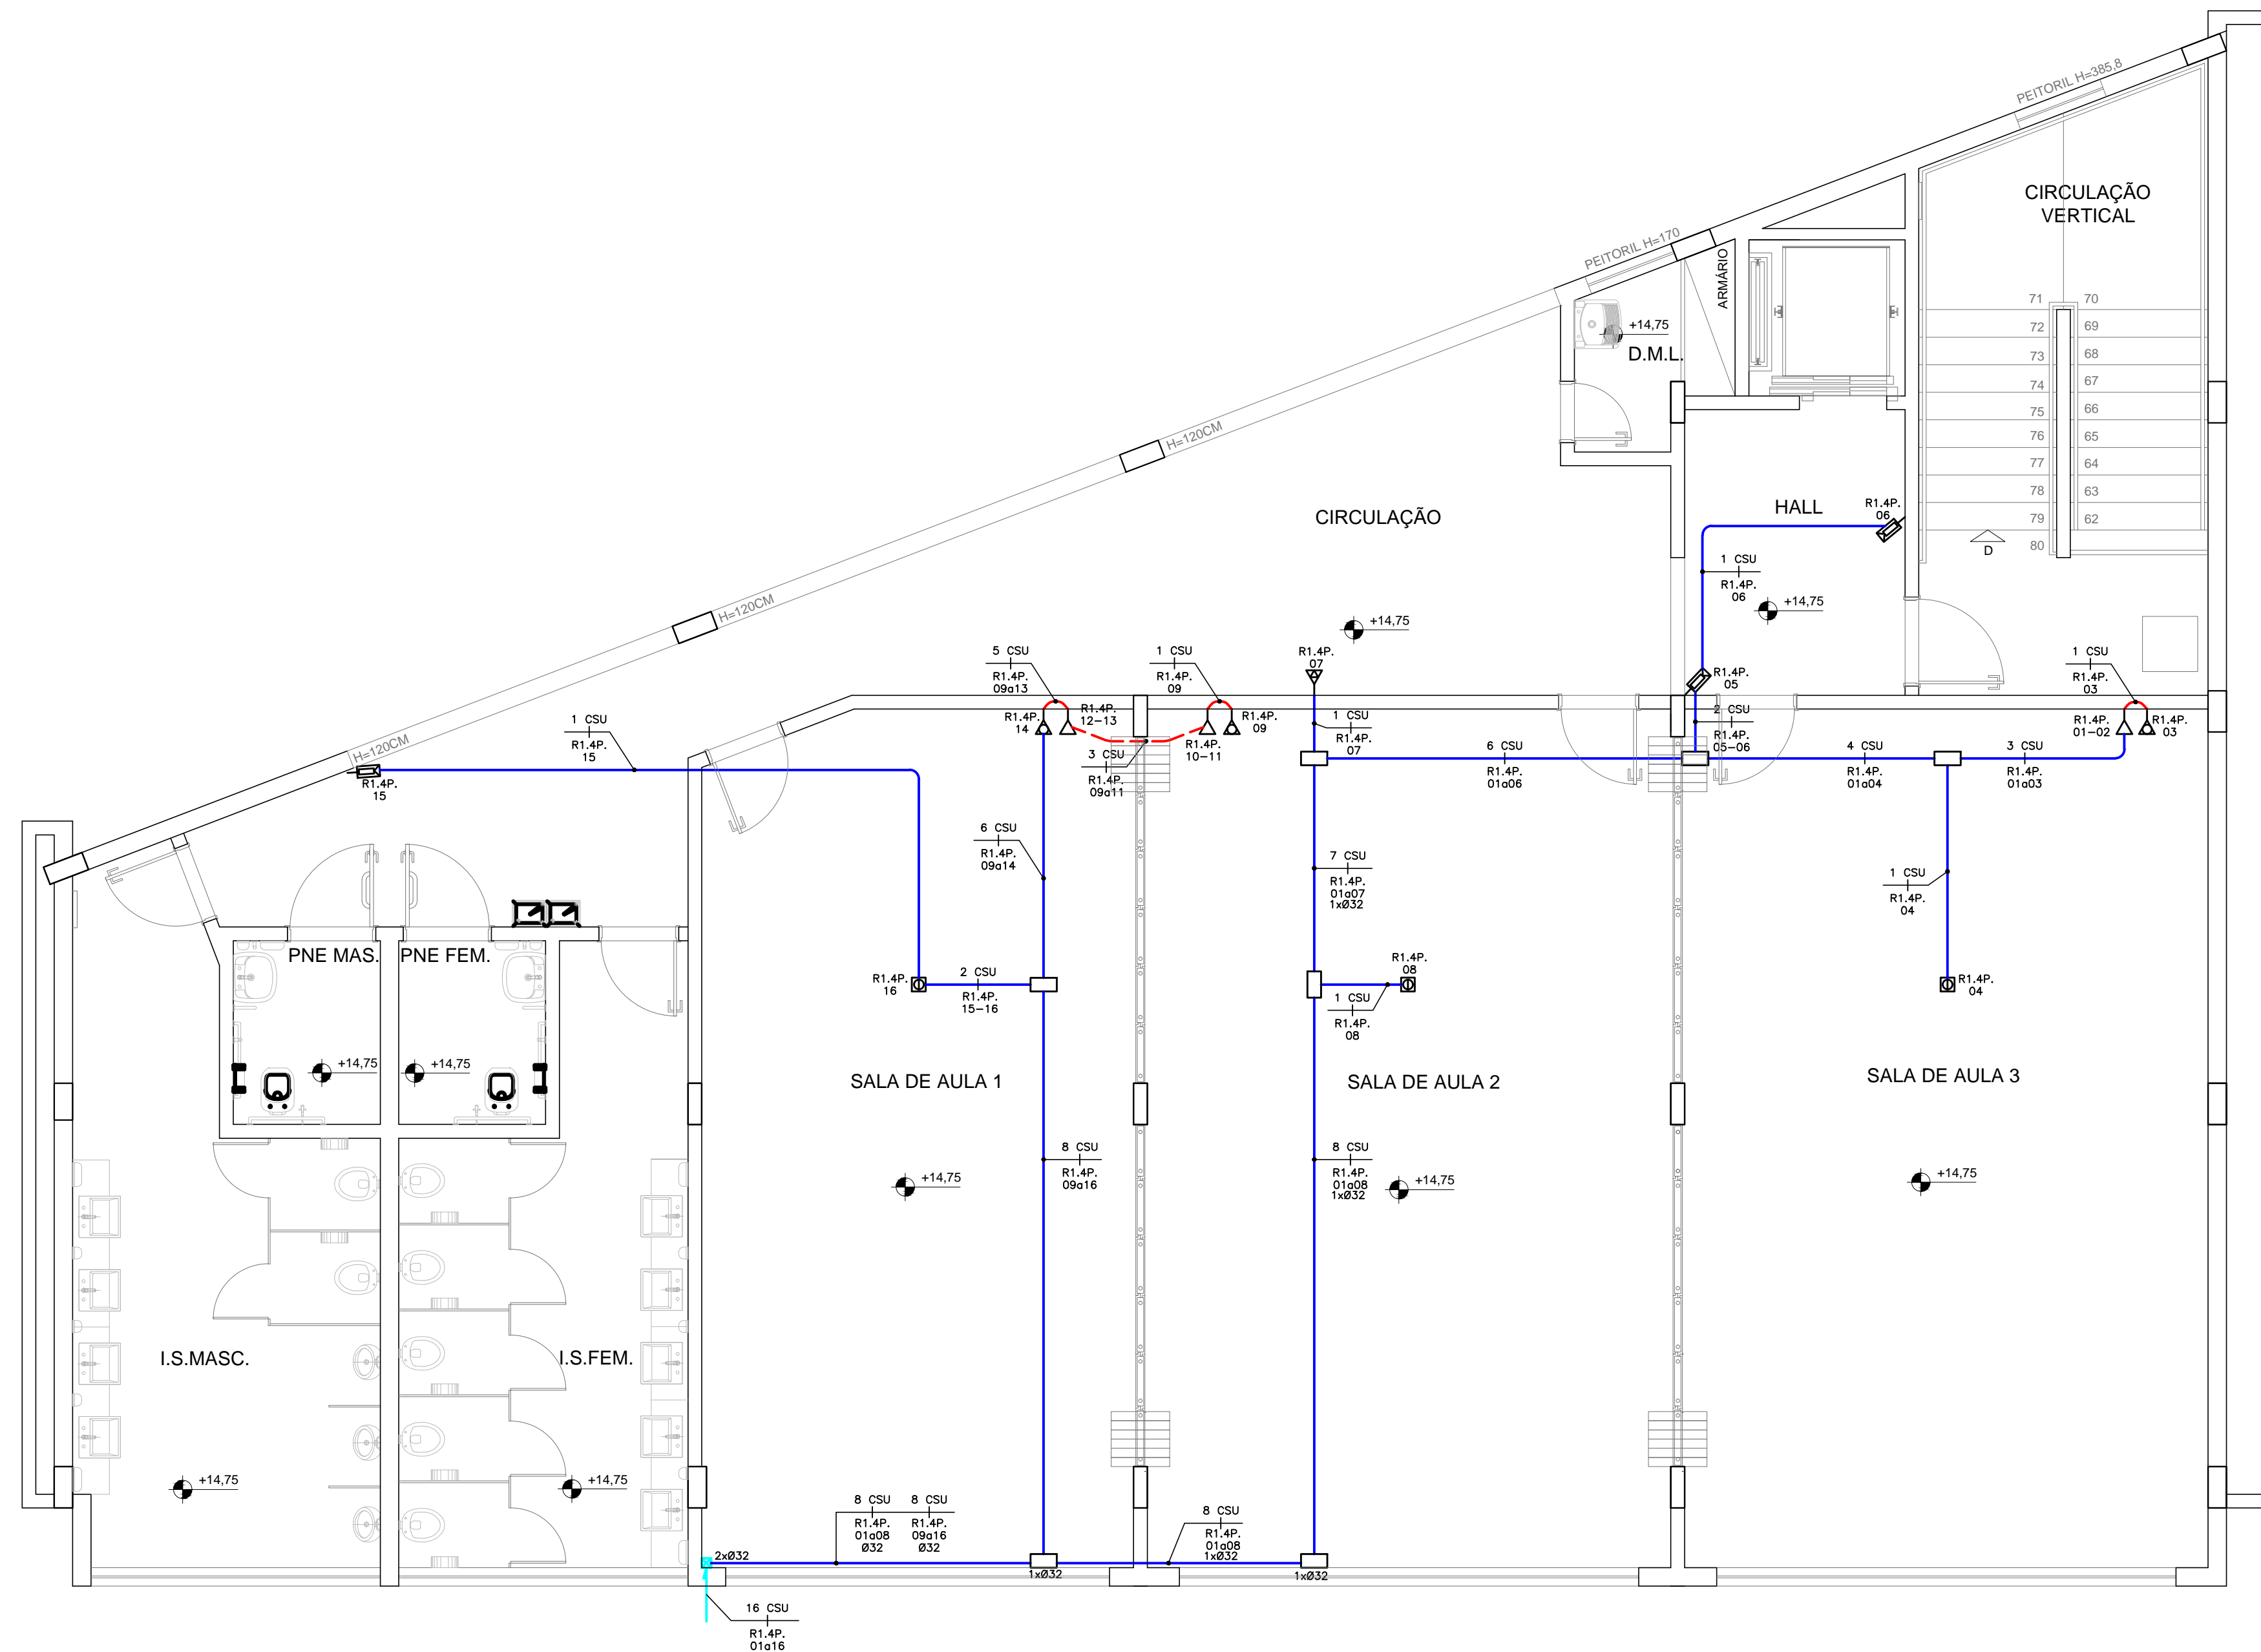 PEITORIL H=385,8
CIRCULAÇÃO
VERTICAL
PEITORIL H=170
ARMÁRIO
+14,75
D.M.L.
71
70
72
69
73
68
74
67
75
66
76
65
77
64
78
63
79
62
80
D
H=120CM
CIRCULAÇÃO
HALL
R1.4P.
06
1 CSU
R1.4P.
06
+14,75
+14,75
H=120CM
5 CSU
R1.4P.
09a13
1 CSU
R1.4P.
09
R1.4P.
07
R1.4P.
05
1 CSU
R1.4P.
03
R1.4P.
14
R1.4P.
12-13
R1.4P.
09
1 CSU
R1.4P.
07
2 CSU
R1.4P.
05-06
R1.4P.
01-02
R1.4P.
03
1 CSU
R1.4P.
15
H=120CM
R1.4P.
15
3 CSU
R1.4P.
09a11
R1.4P.
10-11
6 CSU
R1.4P.
01a06
4 CSU
R1.4P.
01a04
3 CSU
R1.4P.
01a03
6 CSU
R1.4P.
09a14
7 CSU
R1.4P.
01a07
1xØ32
1 CSU
R1.4P.
04
PNE MAS.
PNE FEM.
R1.4P.
16
2 CSU
R1.4P.
15-16
R1.4P.
08
1 CSU
R1.4P.
08
R1.4P.
04
+14,75
+14,75
SALA DE AULA 1
SALA DE AULA 2
SALA DE AULA 3
8 CSU
R1.4P.
09a16
8 CSU
R1.4P.
01a08
1xØ32
+14,75
+14,75
+14,75
I.S.MASC.
I.S.FEM.
+14,75
+14,75
8 CSU
R1.4P.
01a08
Ø32
8 CSU
R1.4P.
09a16
Ø32
8 CSU
R1.4P.
01a08
1xØ32
2xØ32
1xØ32
1xØ32
16 CSU
R1.4P.
01a16